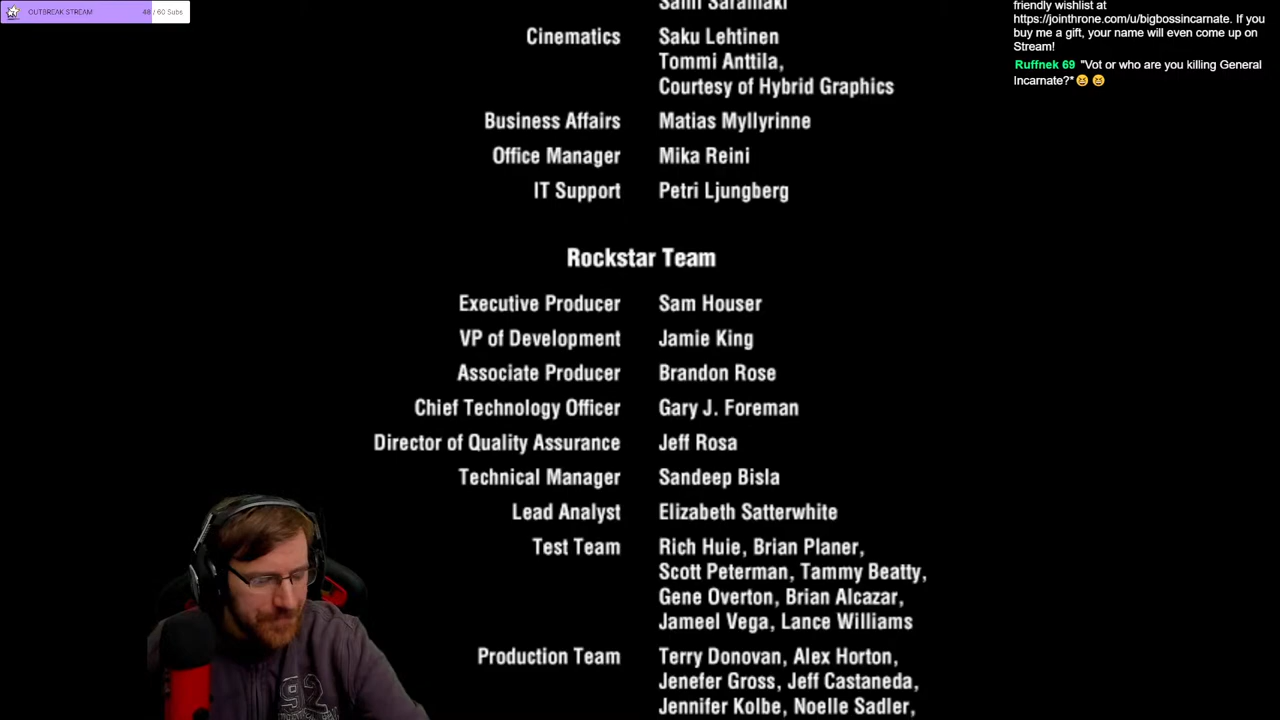 OUTBREAK STREAM 48 / 60 Subs
friendly wishlist at
https://jointhrone.com/u/bigbossincarnate. If you
buy me a gift, your name will even come up on
Stream!
Ruffnek 69 "Vot or who are you killing General
Incarnate?"
Sami Saramäki
Cinematics Saku Lehtinen
Tommi Anttila,
Courtesy of Hybrid Graphics
Business Affairs Matias Myllyrinne
Office Manager Mika Reini
IT Support Petri Ljungberg
Rockstar Team
Executive Producer Sam Houser
VP of Development Jamie King
Associate Producer Brandon Rose
Chief Technology Officer Gary J. Foreman
Director of Quality Assurance Jeff Rosa
Technical Manager Sandeep Bisla
Lead Analyst Elizabeth Satterwhite
Test Team Rich Huie, Brian Planer,
Scott Peterman, Tammy Beatty,
Gene Overton, Brian Alcazar,
Jameel Vega, Lance Williams
Production Team Terry Donovan, Alex Horton,
Jenefer Gross, Jeff Castaneda,
Jennifer Kolbe, Noelle Sadler,
92